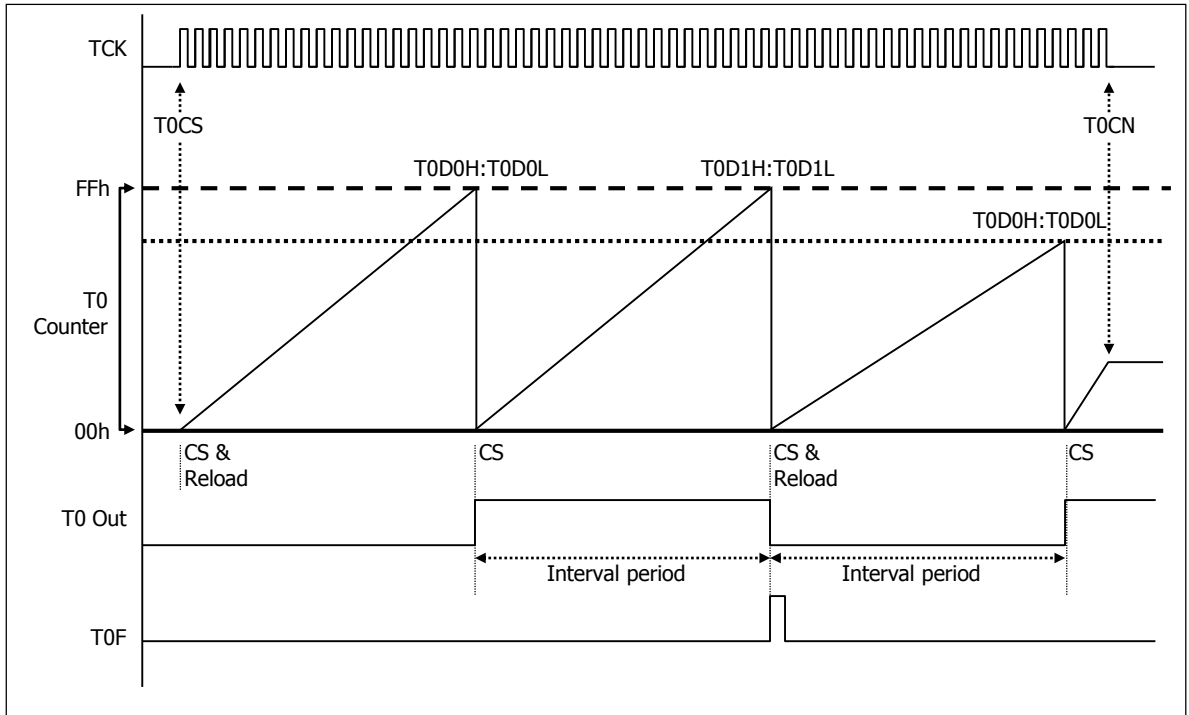 TCK
T0CS
T0CN
T0D0H:T0D0L
T0D1H:T0D1L
FFh
T0D0H:T0D0L
T0
Counter
00h
CS &
Reload
CS
CS &
Reload
CS
T0 Out
Interval period
Interval period
T0F